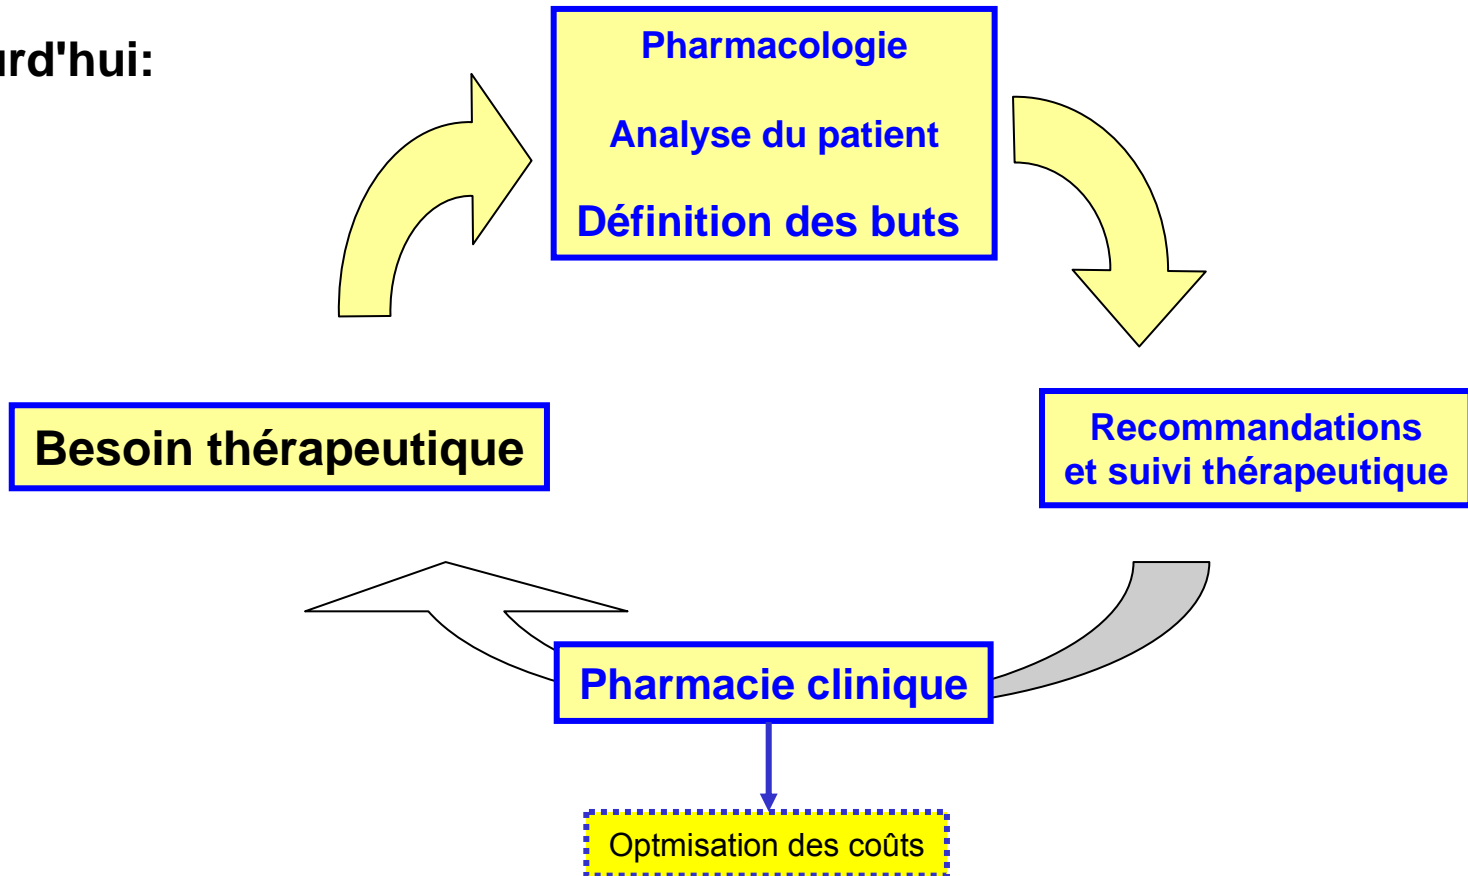 urd'hui:
Pharmacologie
Analyse du patient
Définition des buts
Besoin thérapeutique
Recommandations
et suivi thérapeutique
Pharmacie clinique
Optmisation des coûts